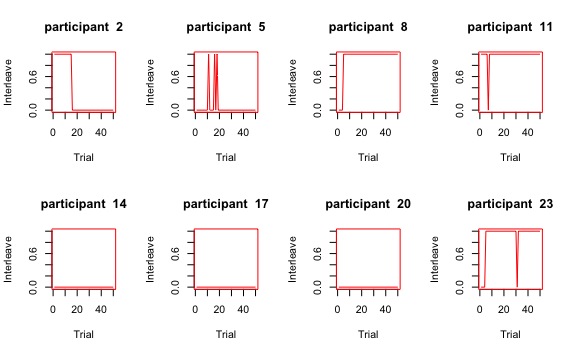 participant 2
participant 5
participant 8
participant 11
Interleave
0.0 0.6
0 20 40
Trial
Interleave
0.0 0.6
0 20 40
Trial
Interleave
0.0 0.6
0 20 40
Trial
Interleave
0.0 0.6
0 20 40
Trial
participant 14
participant 17
participant 20
participant 23
Interleave
0.0 0.6
0 20 40
Trial
Interleave
0.0 0.6
0 20 40
Trial
Interleave
0.0 0.6
0 20 40
Trial
Interleave
0.0 0.6
0 20 40
Trial